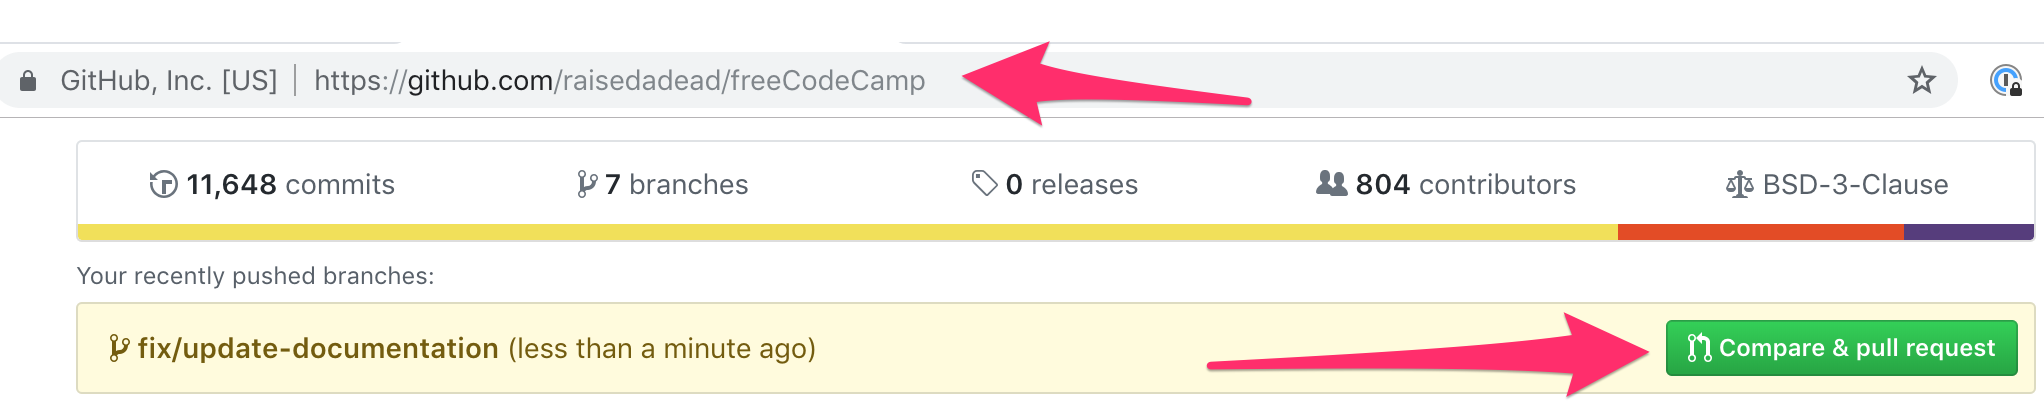 GitHub, Inc. [US] | https://github.com/raisedadead/freeCodeCamp
11,648 commits 7 branches 0 releases 804 contributors BSD-3-Clause
Your recently pushed branches:
fix/update-documentation (less than a minute ago) Compare & pull request